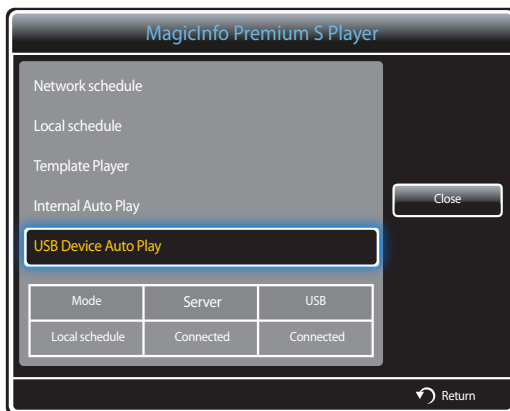 MagicInfo Premium S Player
Network schedule
Local schedule
Template Player
Internal Auto Play
Close
USB Device Auto Play
Mode Server USB
Local schedule Connected Connected
Return